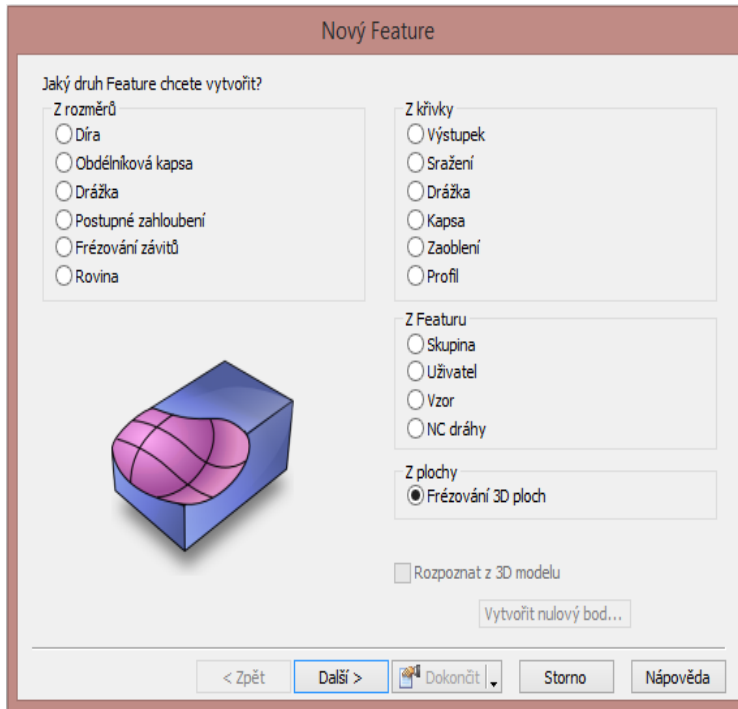 Nový Feature
Jaký druh Feature chcete vytvořit?
Z rozměrů
Díra
Obdélníková kapsa
Drážka
Postupné zahloubení
Frézování závitů
Rovina
Z křivky
Výstupek
Sražení
Drážka
Kapsa
Zaoblení
Profil
Z Featuru
Skupina
Uživatel
Vzor
NC dráhy
Z plochy
Frézování 3D ploch
Rozpoznat z 3D modelu
Vytvořit nulový bod...
< Zpět Další > Dokončit Storno Nápověda